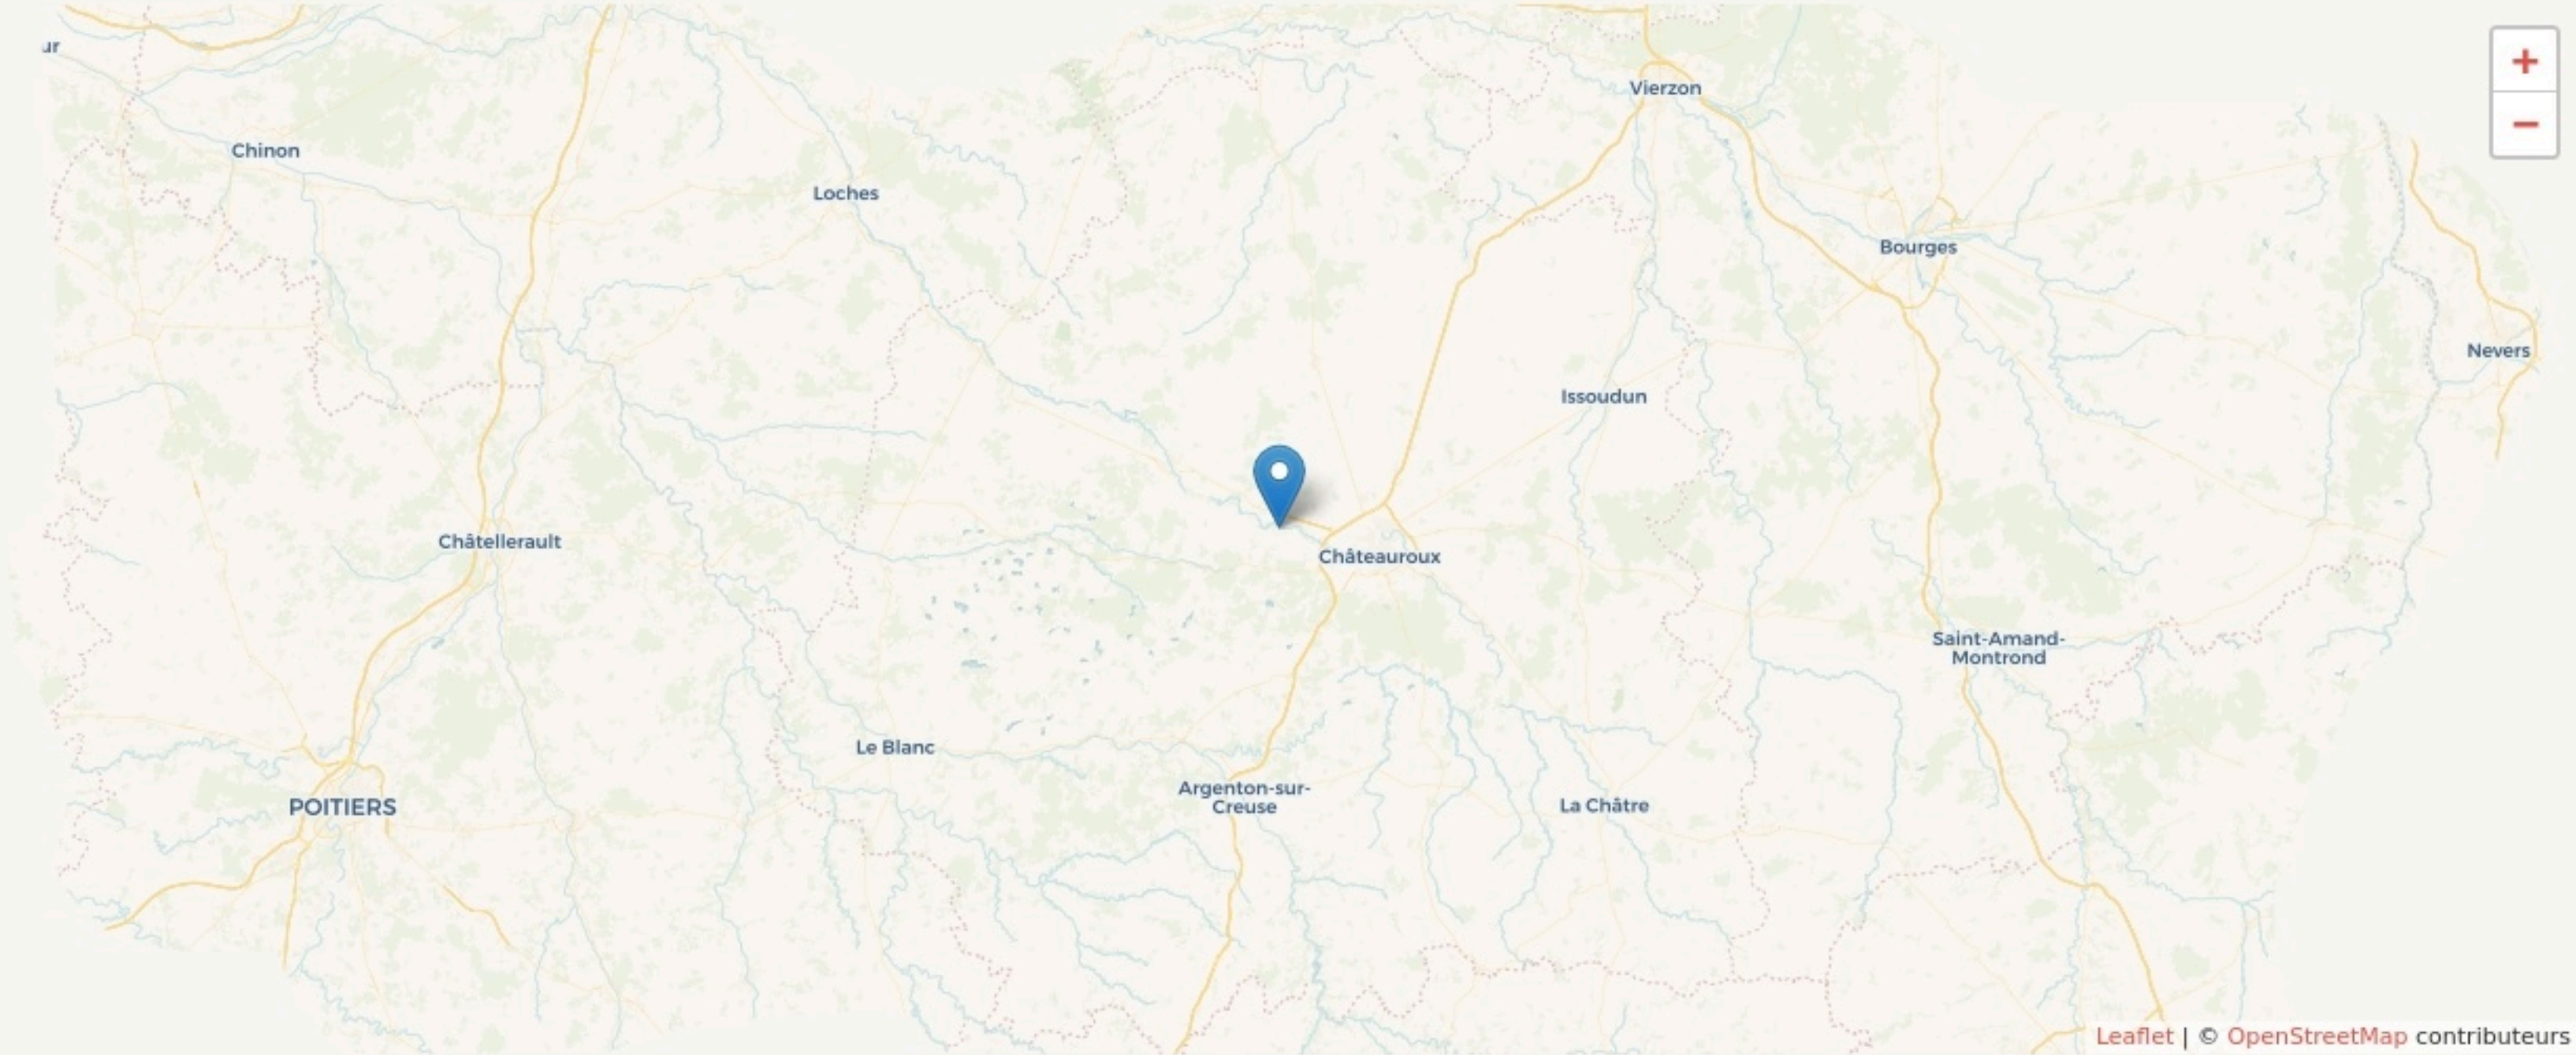 ur
+
−
Vierzon
Chinon
Loches
Bourges
Nevers
Issoudun
Châtellerault
Châteauroux
Saint-Amand-
Montrond
Le Blanc
Argenton-sur-
Creuse
La Châtre
POITIERS
Leaflet | © OpenStreetMap contributeurs